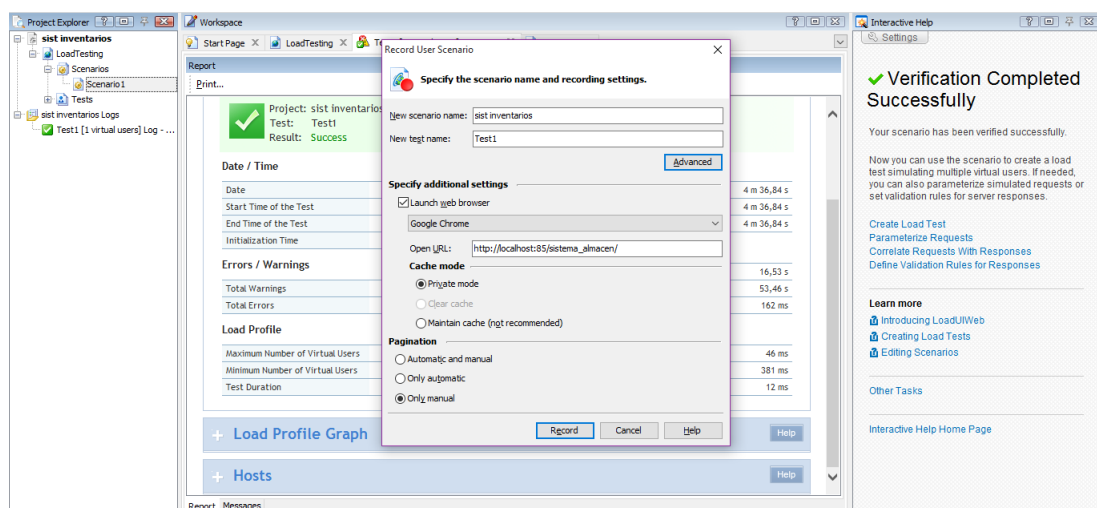 Project Explorer
sist inventarios
LoadTesting
Scenarios
Scenario1
Tests
sist inventarios Logs
Test1 [1 virtual users] Log - ...
Workspace
Start Page
LoadTesting
Report
Print...
Project: sist inventarios
Test: Test1
Result: Success
Date / Time
Date
4 m 36,84 s
Start Time of the Test
4 m 36,84 s
End Time of the Test
4 m 36,84 s
Initialization Time
Errors / Warnings
16,53 s
Total Warnings
53,46 s
Total Errors
162 ms
Load Profile
Maximum Number of Virtual Users
46 ms
Minimum Number of Virtual Users
381 ms
Test Duration
12 ms
Load Profile Graph
Help
Hosts
Help
Report Messages
Record User Scenario
Specify the scenario name and recording settings.
New scenario name: sist inventarios
New test name: Test1
Advanced
Specify additional settings
Launch web browser
Google Chrome
Open URL: http://localhost:85/sistema_almacen/
Cache mode
Private mode
Clear cache
Maintain cache (not recommended)
Pagination
Automatic and manual
Only automatic
Only manual
Record Cancel Help
Interactive Help
Settings
Verification Completed
Successfully
Your scenario has been verified successfully.
Now you can use the scenario to create a load
test simulating multiple virtual users. If needed,
you can also parameterize simulated requests or
set validation rules for server responses.
Create Load Test
Parameterize Requests
Correlate Requests With Responses
Define Validation Rules for Responses
Learn more
Introducing LoadUIWeb
Creating Load Tests
Editing Scenarios
Other Tasks
Interactive Help Home Page